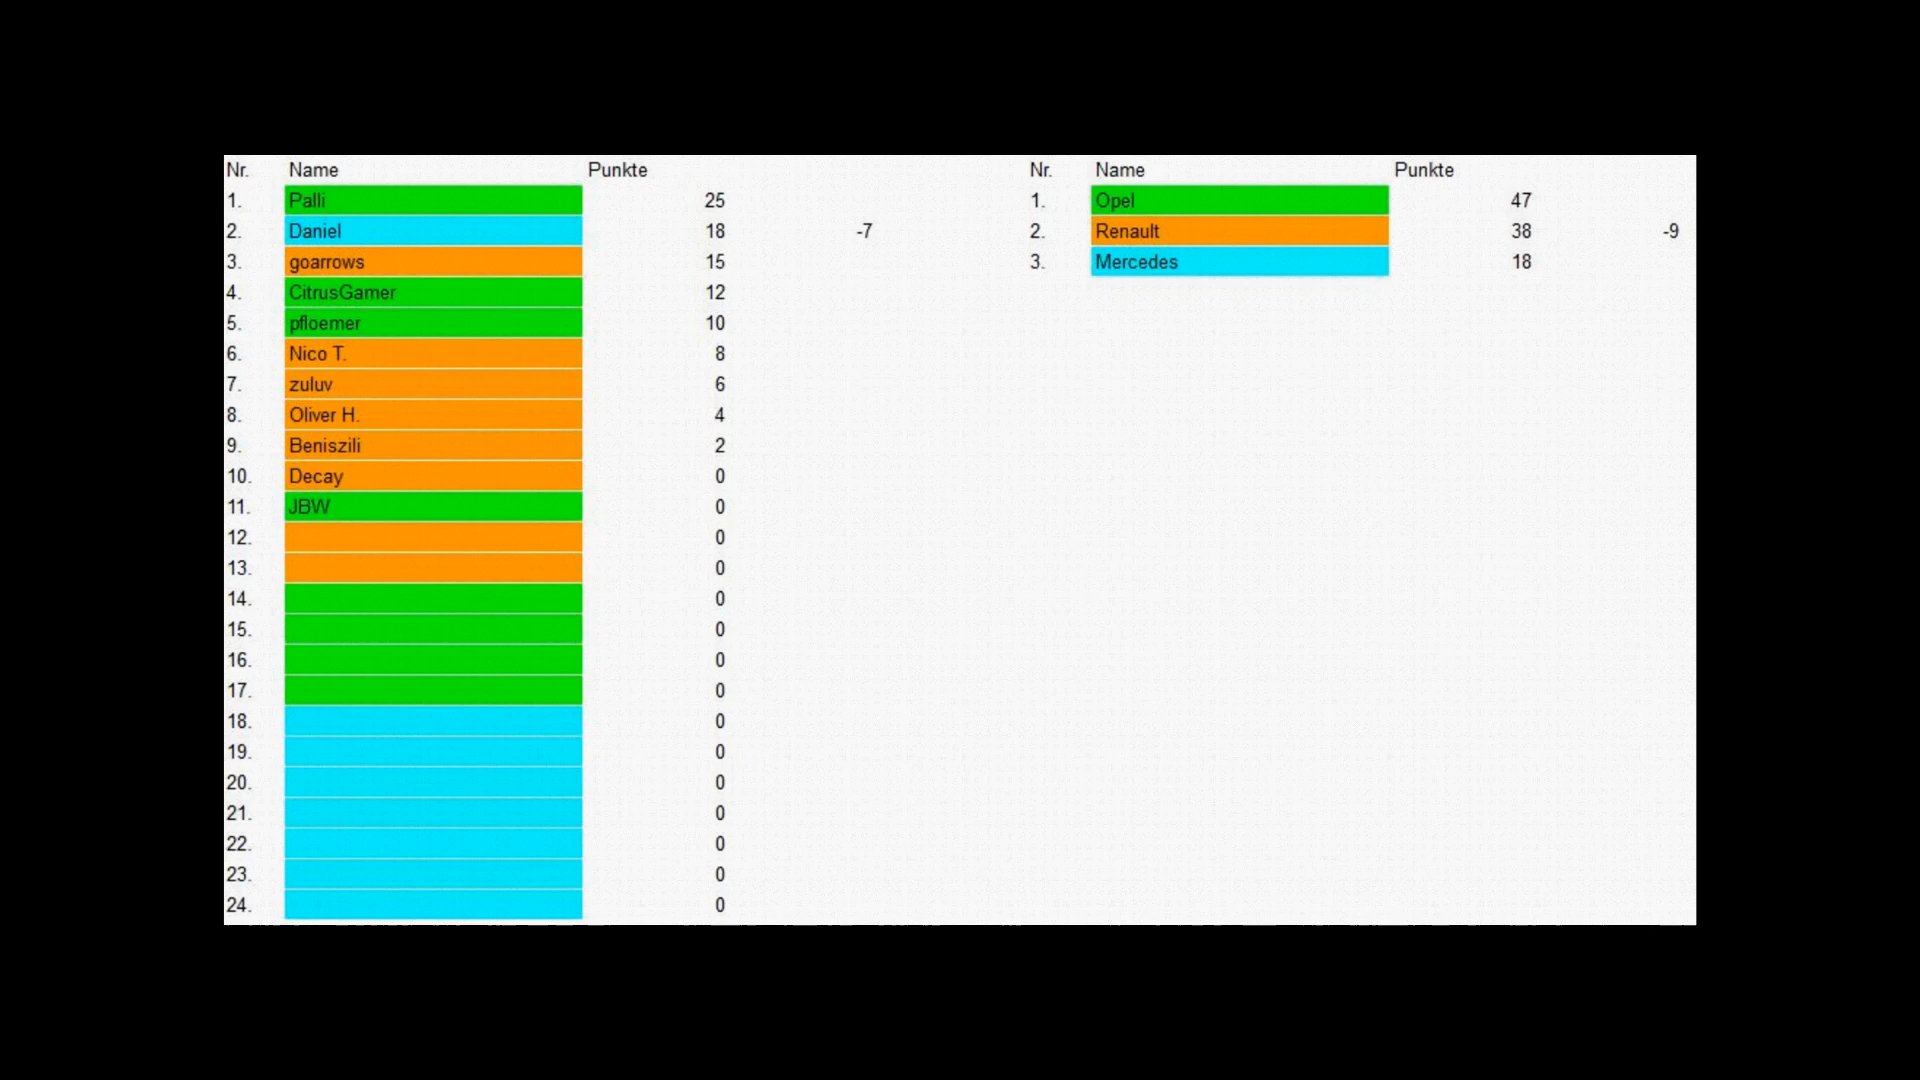 Nr. Name Punkte
1. Palli 25
2. Daniel 18 -7
3. goarrows 15
4. CitrusGamer 12
5. pfloemer 10
6. Nico T. 8
7. zuluv 6
8. Oliver H. 4
9. Beniszili 2
10. Decay 0
11. JBW 0
12. 0
13. 0
14. 0
15. 0
16. 0
17. 0
18. 0
19. 0
20. 0
21. 0
22. 0
23. 0
24. 0
Nr. Name Punkte
1. Opel 47
2. Renault 38 -9
3. Mercedes 18